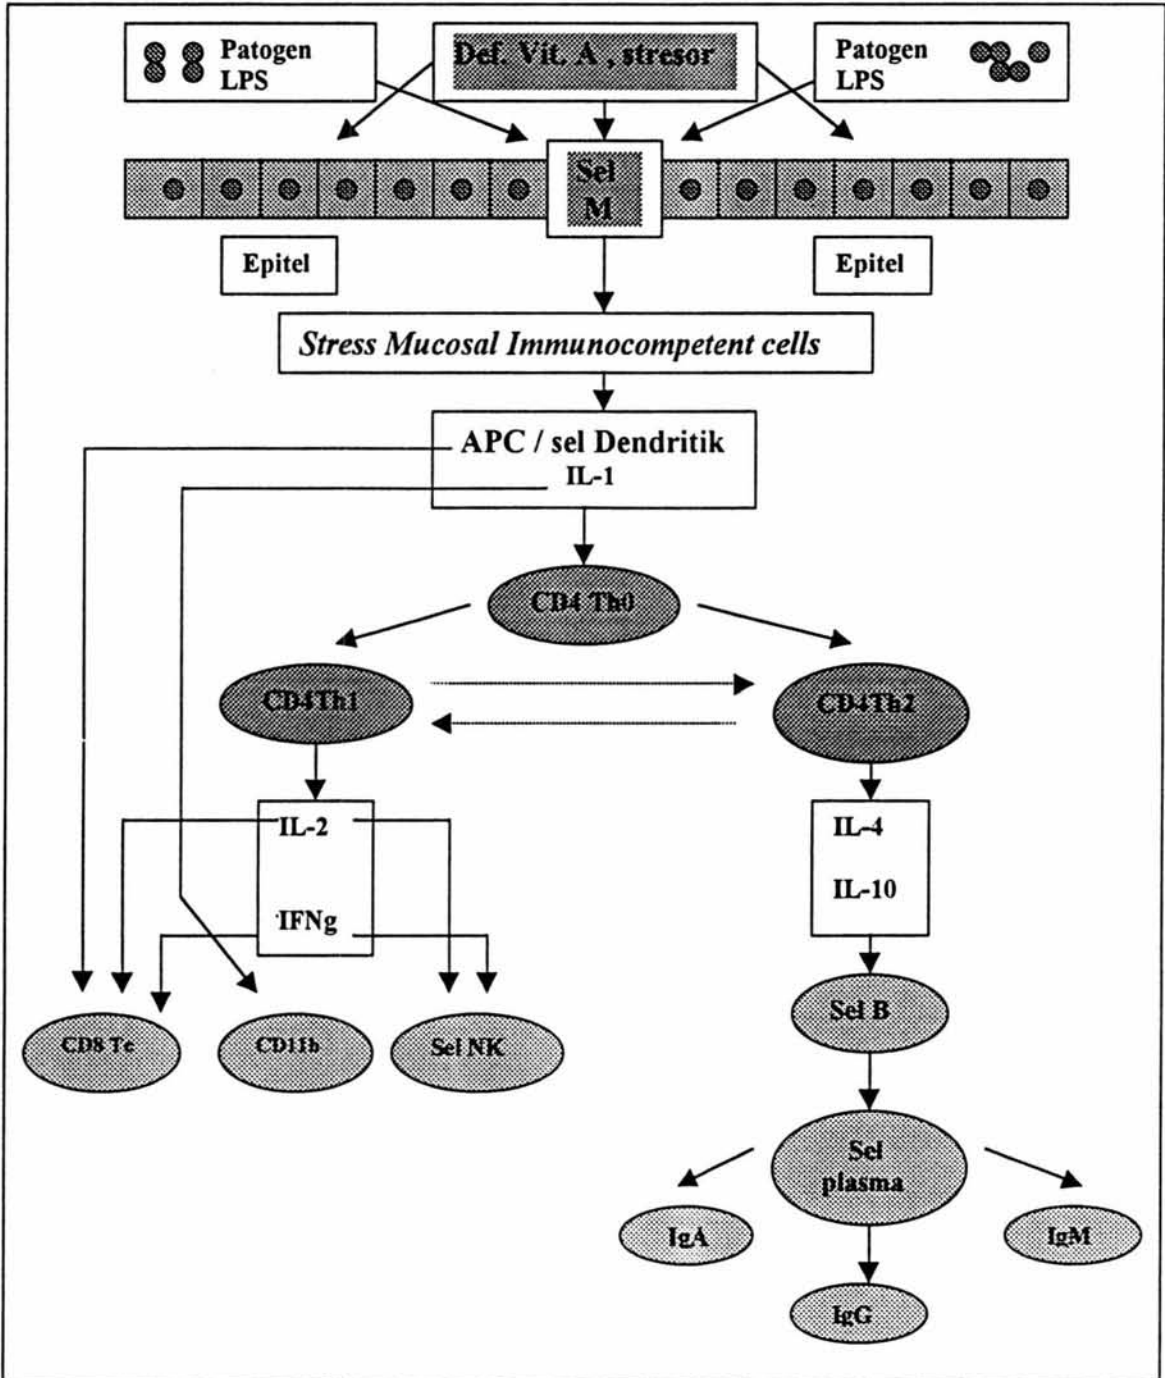 Patogen
LPS
Def. Vit. A , stresor
Patogen
LPS
Sel
M
Epitel
Epitel
Stress Mucosal Immunocompetent cells
APC / sel Dendritik
IL-1
CD4 Th0
CD4Th1
CD4Th2
IL-2
IFNg
IL-4
IL-10
CD8 Tc
CD11b
Sel NK
Sel B
Sel
plasma
IgA
IgM
IgG